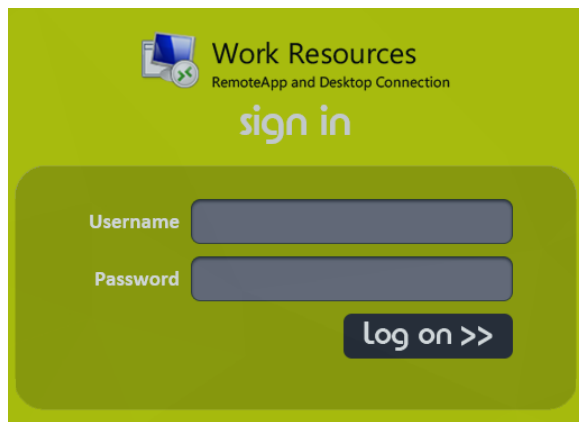 Work Resources
RemoteApp and Desktop Connection
sign in
Username
Password
Log on >>